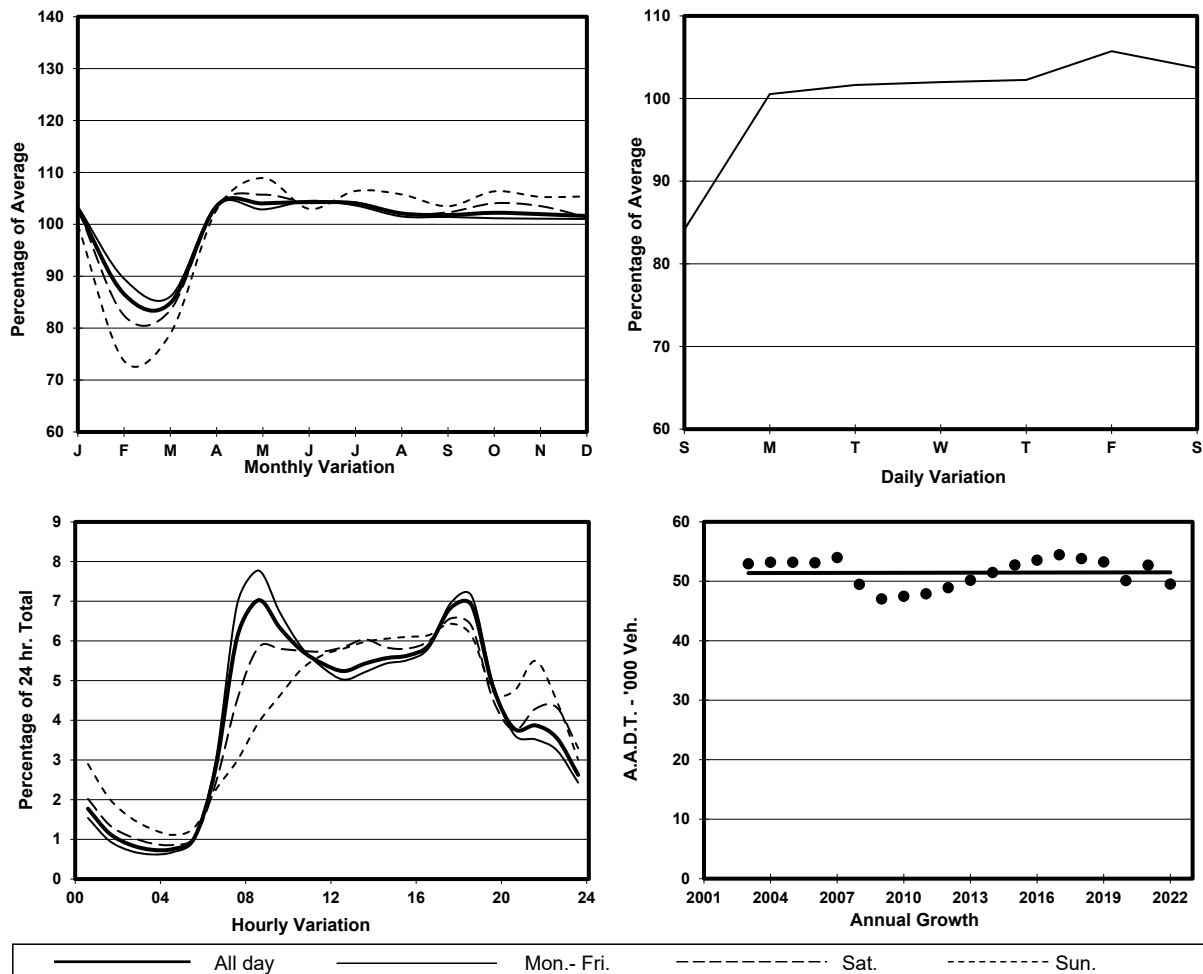 140
130
120
110
100
90
80
70
60
Percentage of Average
J F M A M J J A S O N D
Monthly Variation
110
100
90
80
70
60
Percentage of Average
S M T W T F S
Daily Variation
9
8
7
6
5
4
3
2
1
0
Percentage of 24 hr. Total
00 04 08 12 16 20 24
Hourly Variation
60
50
40
30
20
10
0
A.A.D.T. - '000 Veh.
2001 2004 2007 2010 2013 2016 2019 2022
Annual Growth
All day Mon.- Fri. Sat. Sun.